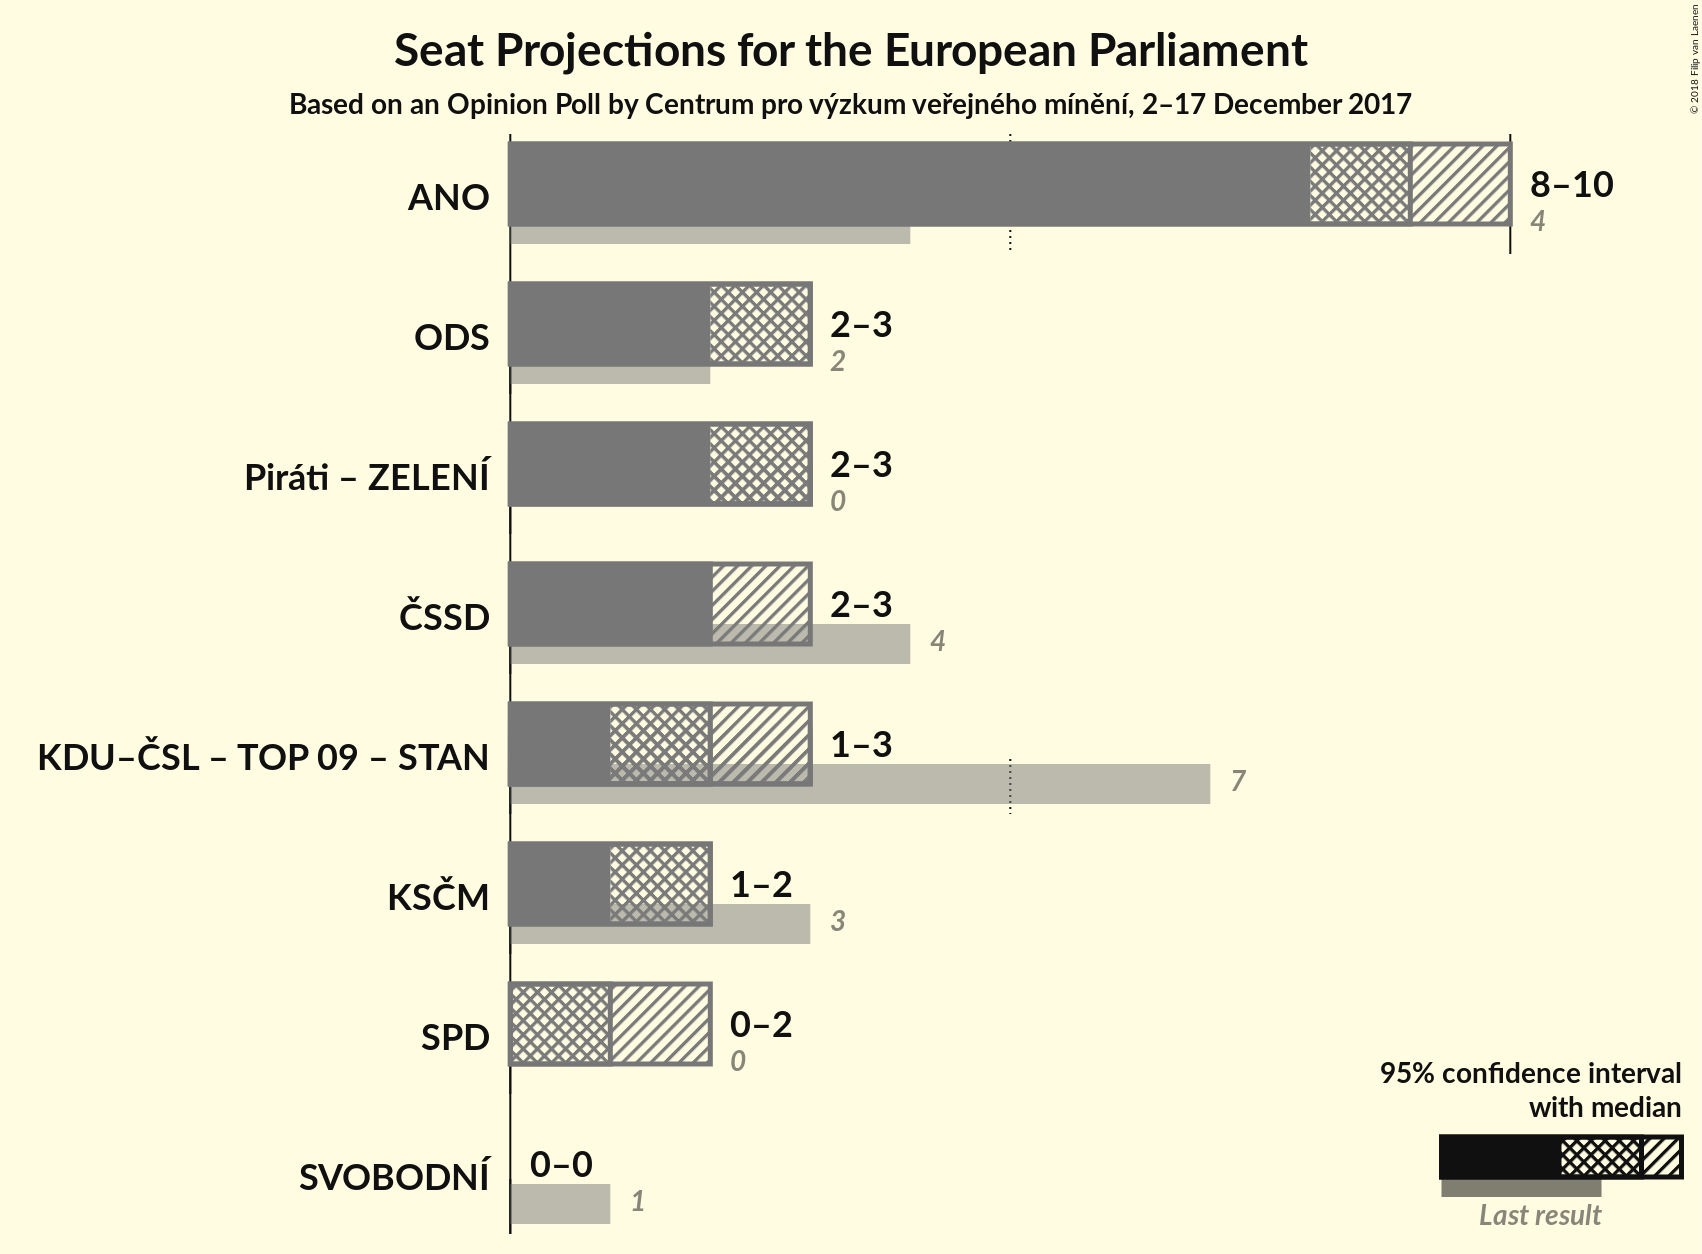 Seat Projections for the European Parliament
Based on an Opinion Poll by Centrum pro výzkum veřejného mínění, 2–17 December 2017
© 2018 Filip van Laenen
ANO
8–10
4
ODS
2–3
2
Piráti – ZELENÍ
2–3
0
ČSSD
2–3
4
KDU–ČSL – TOP 09 – STAN
1–3
7
KSČM
1–2
3
SPD
0–2
0
SVOBODNÍ
0–0
1
95% confidence interval
with median
Last result